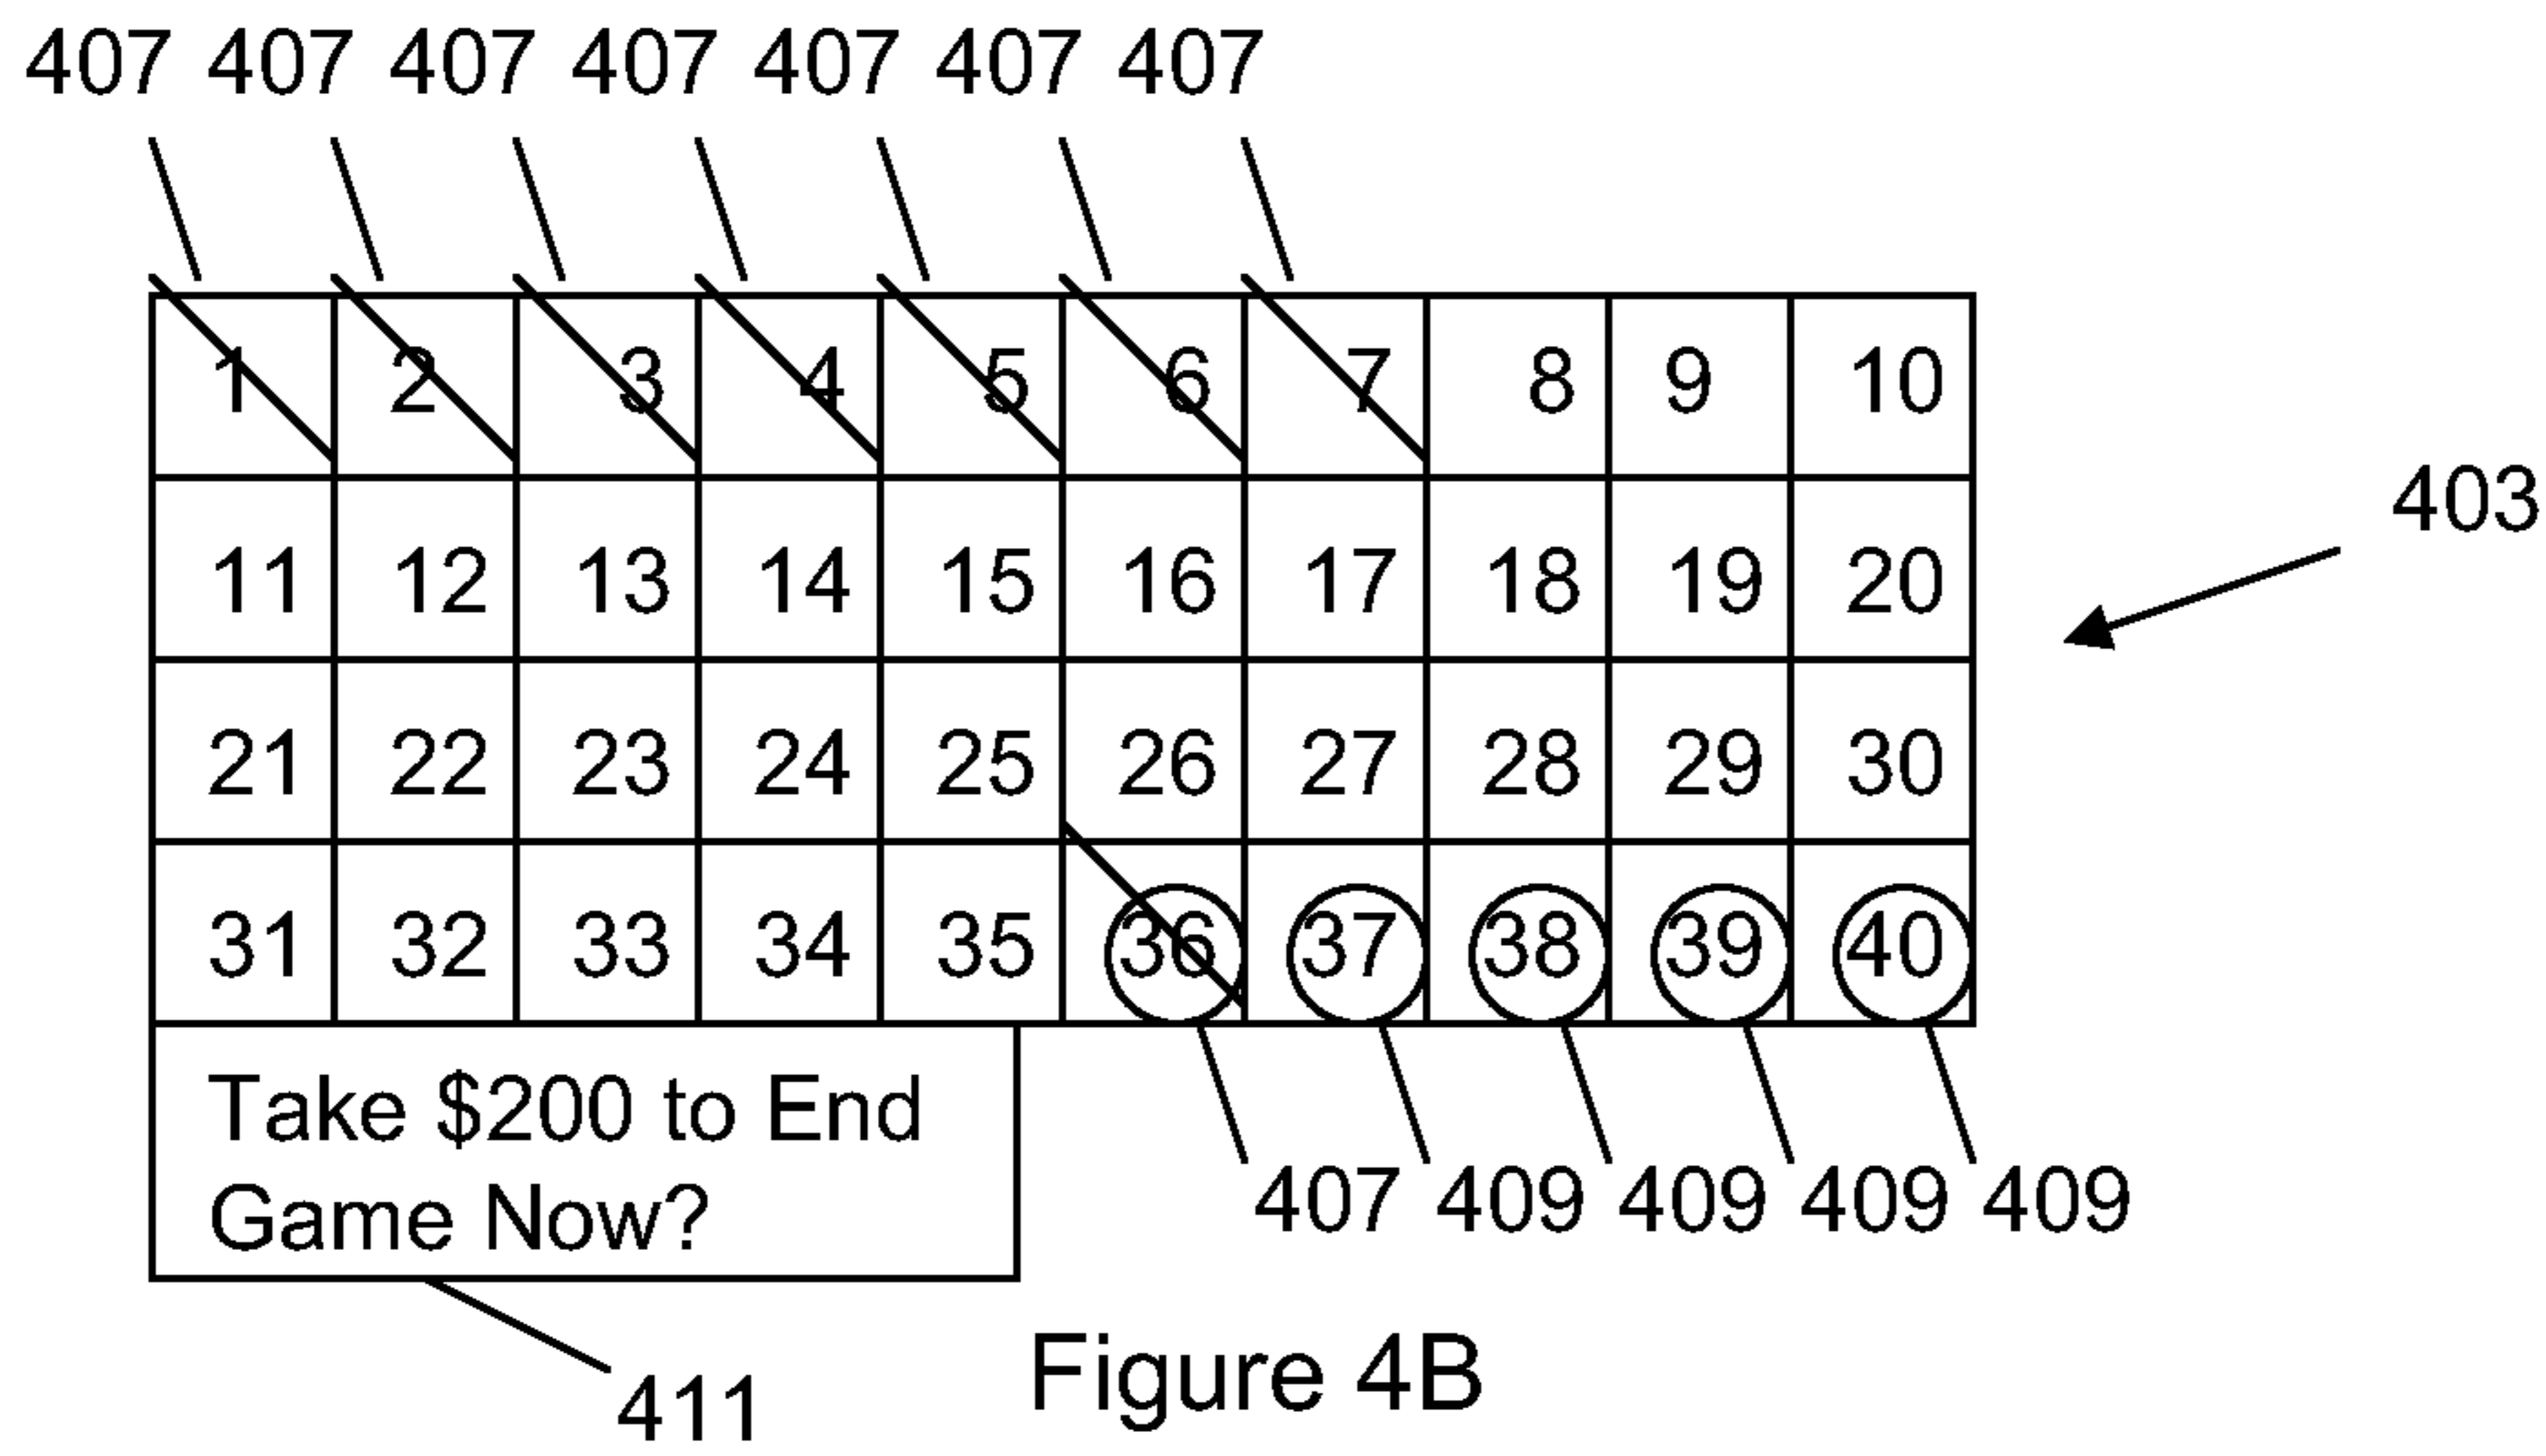 407 407 407 407 407 407 407
1 2 3 4 5 6 7 8 9 10
403
11 12 13 14 15 16 17 18 19 20
21 22 23 24 25 26 27 28 29 30
31 32 33 34 35 36 37 38 39 40
Take $200 to End
Game Now?
407 409 409 409 409
411
Figure 4B